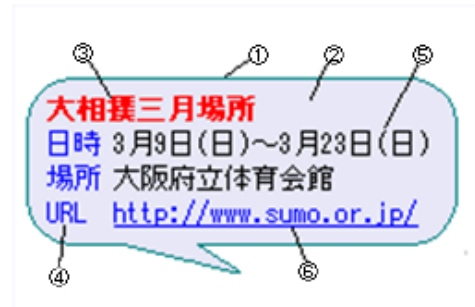 ③ ① ② ⑤
大相撲三月場所
日時 3月9日(日)～3月23日(日)
場所 大阪府立体育会館
URL http://www.sumo.or.jp/
④ ⑥